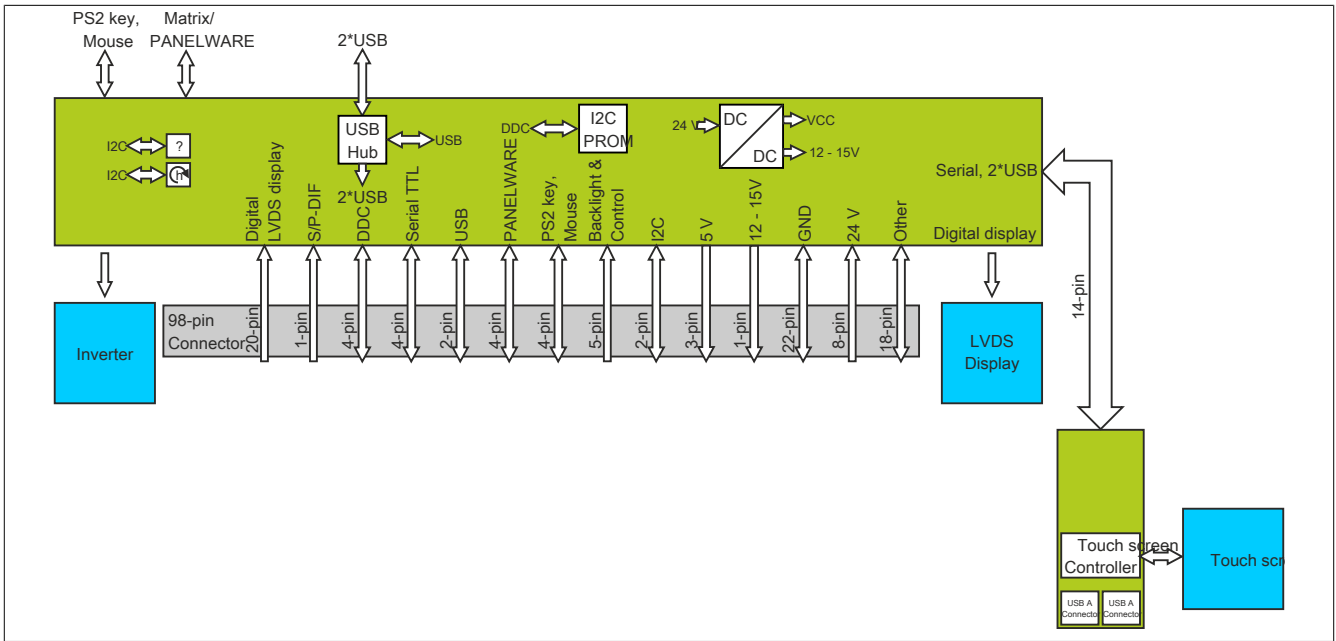 PS2 key,
Mouse
Matrix/
PANELWARE
2*USB
I2C
?
I2C
h
USB
Hub
USB
2*USB
DDC
I2C
PROM
24 V
DC
DC
VCC
12 - 15V
Serial, 2*USB
Digital display
Digital
LVDS display
S/P-DIF
DDC
Serial TTL
USB
PANELWARE
PS2 key,
Mouse
Backlight &
Control
I2C
5 V
12 - 15V
GND
24 V
Other
Inverter
98-pin
Connector
20-pin
1-pin
4-pin
4-pin
2-pin
4-pin
4-pin
5-pin
2-pin
3-pin
1-pin
22-pin
8-pin
18-pin
LVDS
Display
14-pin
Touch screen
Controller
USB A
Connecto
USB A
Connecto
Touch scr